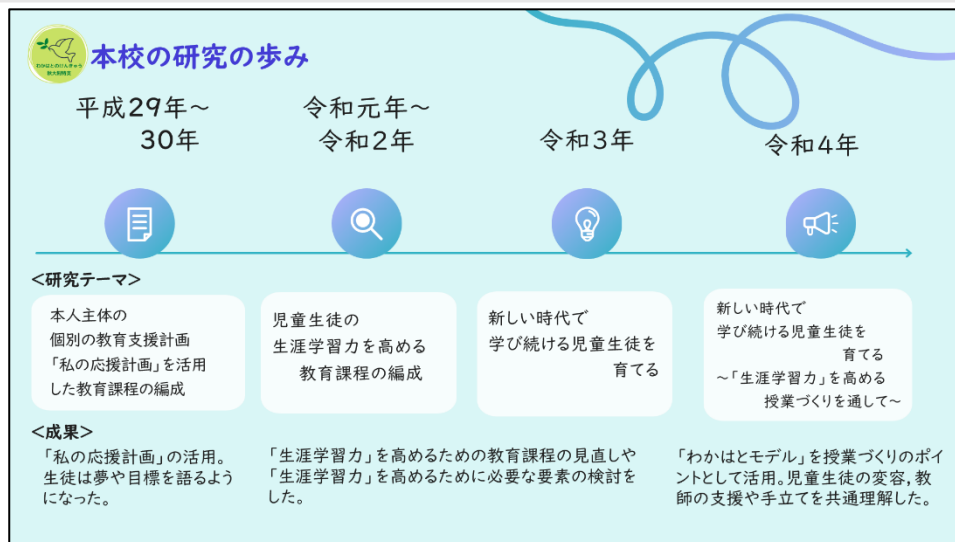 本校の研究の歩み
平成29年～
30年
令和元年～
令和2年
令和3年
令和4年
<研究テーマ>
本人主体の
個別の教育支援計画
「私の応援計画」を活用
した教育課程の編成
児童生徒の
生涯学習力を高める
教育課程の編成
新しい時代で
学び続ける児童生徒を
育てる
新しい時代で
学び続ける児童生徒を
育てる
～「生涯学習力」を高める
授業づくりを通して～
<成果>
「私の応援計画」の活用。
生徒は夢や目標を語るよう
になった。
「生涯学習力」を高めるための教育課程の見直しや
「生涯学習力」を高めるために必要な要素の検討を
した。
「わかはとモデル」を授業づくりのポイ
ントとして活用。児童生徒の変容,教
師の支援や手立てを共通理解した。